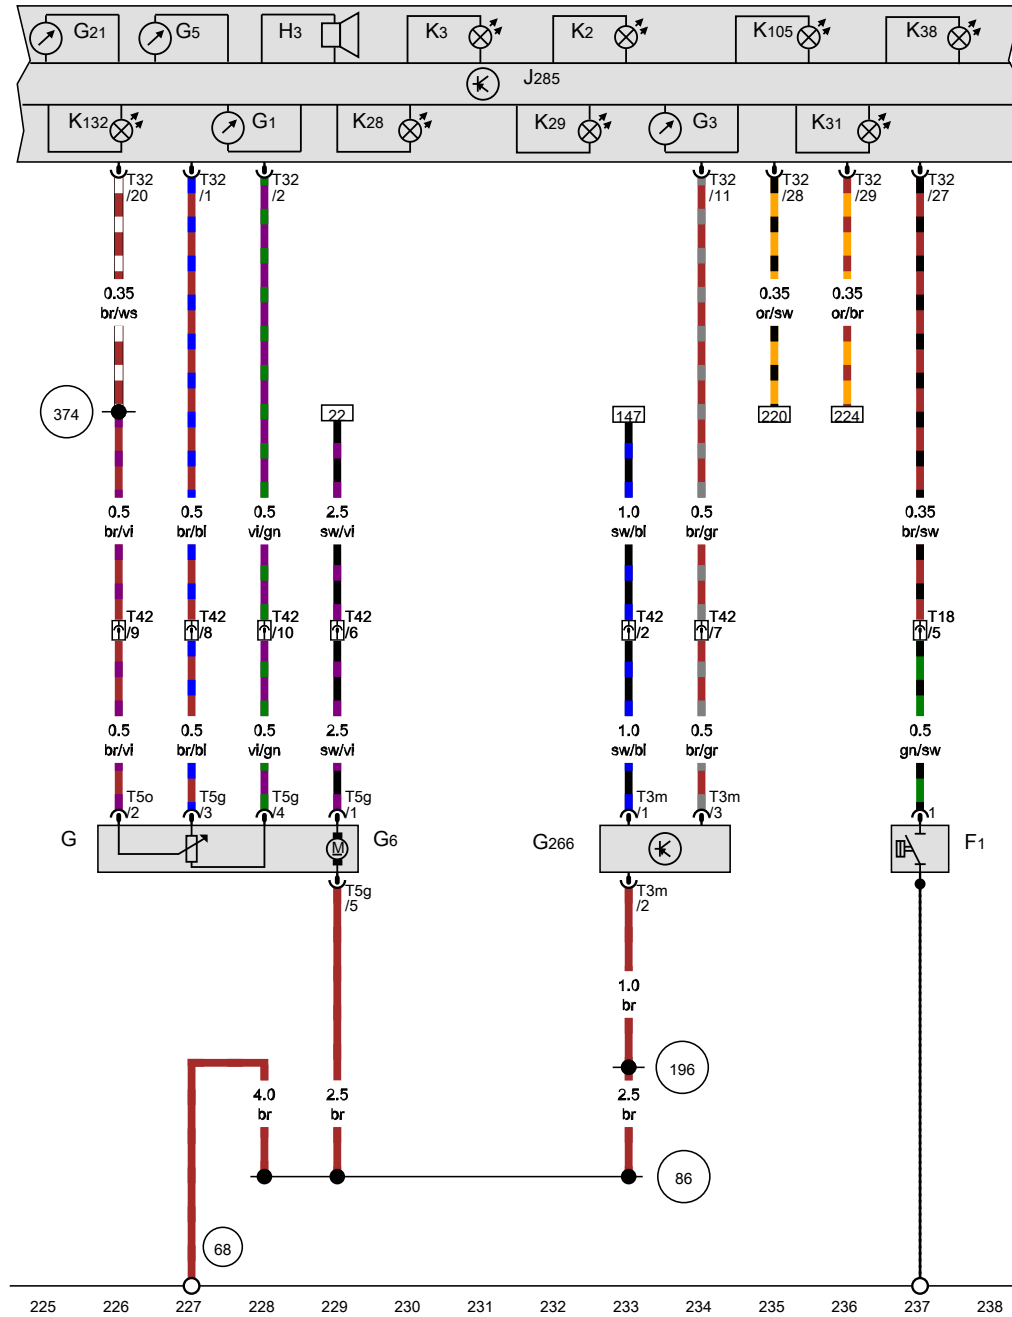 G21 G5 H3 K3 K2 K105 K38
J285
K132 G1 K28 K29 G3 K31
T32 T32 T32 T32 T32 T32 T32
/20 /1 /2 /11 /28 /29 /27
0.35 0.35 0.35
br/ws or/sw or/br
374 22 147 220 224
0.5 0.5 0.5 2.5 1.0 0.5 0.35
br/vi br/bl vi/gn sw/vi sw/bl br/gr br/sw
T42 T42 T42 T42 T42 T42 T18
/9 /8 /10 /6 /2 /7 /5
0.5 0.5 0.5 2.5 1.0 0.5 0.5
br/vi br/bl vi/gn sw/vi sw/bl br/gr gn/sw
T5o T5g T5g T5g T3m T3m
/2 /3 /4 /1 /1 /3 1
G M G6 G266 F1
T5g T3m
/5 /2
1.0
br
196
4.0 2.5 2.5
br br br
86
68
225 226 227 228 229 230 231 232 233 234 235 236 237 238